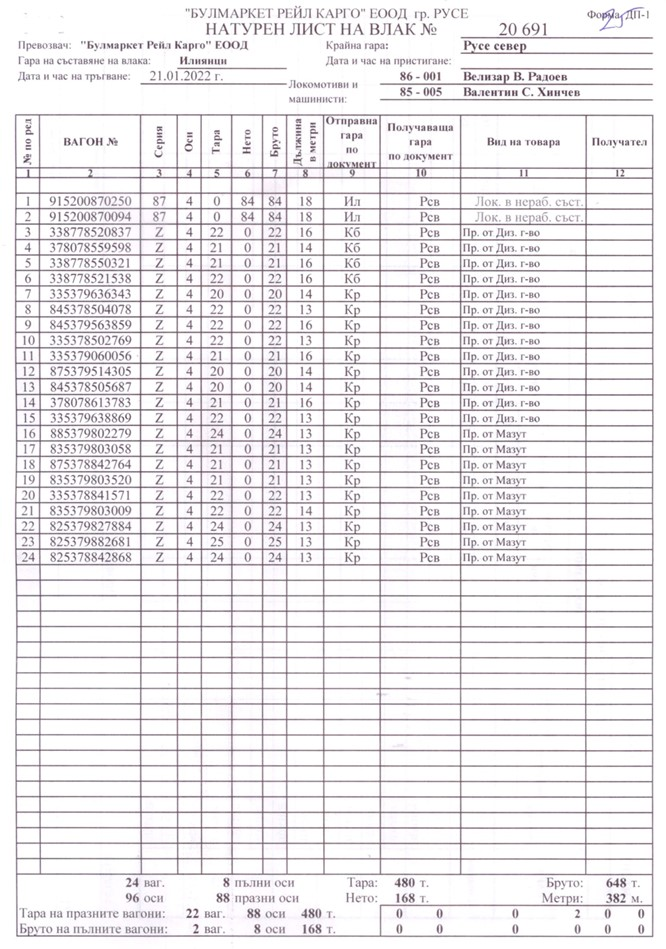 "БУЛМАРКЕТ РЕЙЛ КАРГО" ЕООД гр. РУСЕ
Форма ДП-1
25
НАТУРЕН ЛИСТ НА ВЛАК № 20 691
Превозвач: "Булмаркет Рейл Карго" ЕООД Крайна гара: Русе север
Гара на съставяне на влака: Илиянци Дата и час на пристигане:
Дата и час на тръгване: 21.01.2022 г. Локомотиви и машинисти: 86 - 001 Велизар В. Радоев
85 - 005 Валентин С. Хинчев
№ по ред ВАГОН № Серия Оси Тара Нето Бруто Дължина в метри Отправна гара по документ Получаваща гара по документ Вид на товара Получател
1 2 3 4 5 6 7 8 9 10 11 12
1 915200870250 87 4 0 84 84 18 Ил Рсв Лок. в нераб. съст.
2 915200870094 87 4 0 84 84 18 Ил Рсв Лок. в нераб. съст.
3 338778520837 Z 4 22 0 22 16 Кб Рсв Пр. от Диз. г-во
4 378078559598 Z 4 21 0 21 14 Кб Рсв Пр. от Диз. г-во
5 338778550321 Z 4 21 0 21 16 Кб Рсв Пр. от Диз. г-во
6 338778521538 Z 4 22 0 22 16 Кб Рсв Пр. от Диз. г-во
7 335379636343 Z 4 20 0 20 14 Кр Рсв Пр. от Диз. г-во
8 845378504078 Z 4 22 0 22 13 Кр Рсв Пр. от Диз. г-во
9 845379563859 Z 4 22 0 22 16 Кр Рсв Пр. от Диз. г-во
10 335378502769 Z 4 22 0 22 13 Кр Рсв Пр. от Диз. г-во
11 335379060056 Z 4 21 0 21 16 Кр Рсв Пр. от Диз. г-во
12 875379514305 Z 4 20 0 20 14 Кр Рсв Пр. от Диз. г-во
13 845378505687 Z 4 20 0 20 14 Кр Рсв Пр. от Диз. г-во
14 378078613783 Z 4 21 0 21 16 Кр Рсв Пр. от Диз. г-во
15 335379638869 Z 4 22 0 22 13 Кр Рсв Пр. от Диз. г-во
16 885379802279 Z 4 24 0 24 13 Кр Рсв Пр. от Мазут
17 835379803058 Z 4 21 0 21 13 Кр Рсв Пр. от Мазут
18 875378842764 Z 4 21 0 21 13 Кр Рсв Пр. от Мазут
19 835379803520 Z 4 21 0 21 13 Кр Рсв Пр. от Мазут
20 335378841571 Z 4 22 0 22 13 Кр Рсв Пр. от Мазут
21 835379803009 Z 4 22 0 22 14 Кр Рсв Пр. от Мазут
22 825379827884 Z 4 24 0 24 13 Кр Рсв Пр. от Мазут
23 825379882681 Z 4 25 0 25 13 Кр Рсв Пр. от Мазут
24 825378842868 Z 4 24 0 24 13 Кр Рсв Пр. от Мазут
24 ваг. 8 пълни оси Тара: 480 т. Бруто: 648 т.
96 оси 88 празни оси Нето: 168 т. Метри: 382 м.
Тара на празните вагони: 22 ваг. 88 оси 480 т. 0 0 0 2 0 0
Бруто на пълните вагони: 2 ваг. 8 оси 168 т. 0 0 0 0 0 0